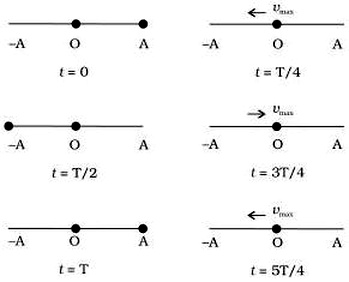 v_max
–A O A –A O A
t = 0 t = T/4
v_max
–A O A –A O A
t = T/2 t = 3T/4
v_max
–A O A –A O A
t = T t = 5T/4